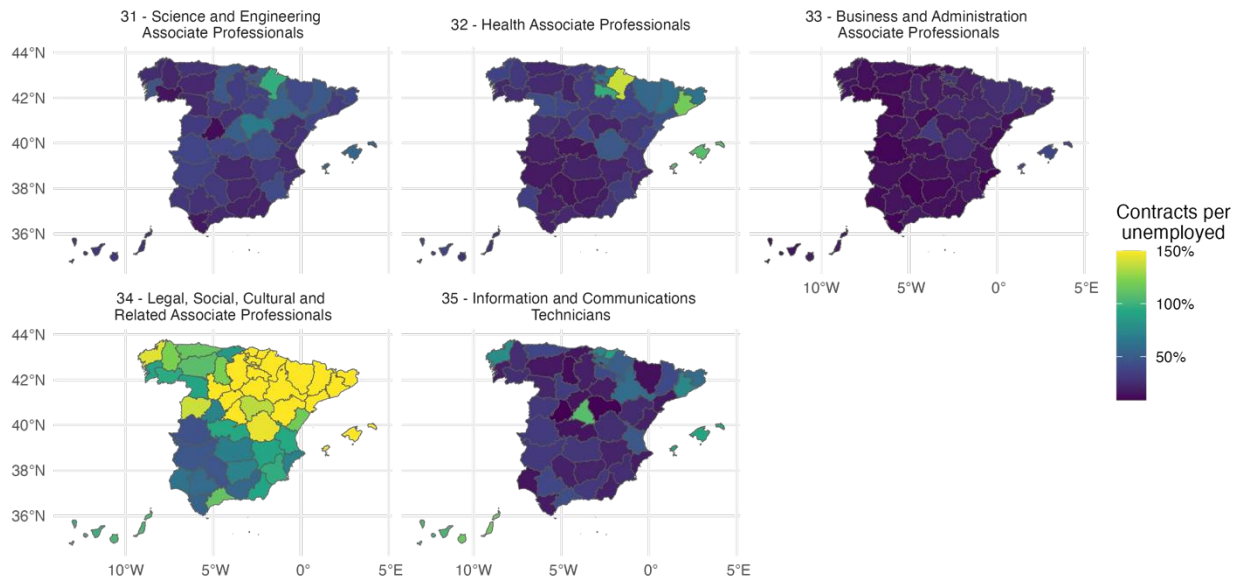 31 - Science and Engineering
Associate Professionals
32 - Health Associate Professionals
33 - Business and Administration
Associate Professionals
44°N
42°N
40°N
38°N
36°N
10°W
5°W
0°
5°E
34 - Legal, Social, Cultural and
Related Associate Professionals
35 - Information and Communications
Technicians
44°N
42°N
40°N
38°N
36°N
10°W
5°W
0°
5°E
10°W
5°W
0°
5°E
Contracts per
unemployed
150%
100%
50%